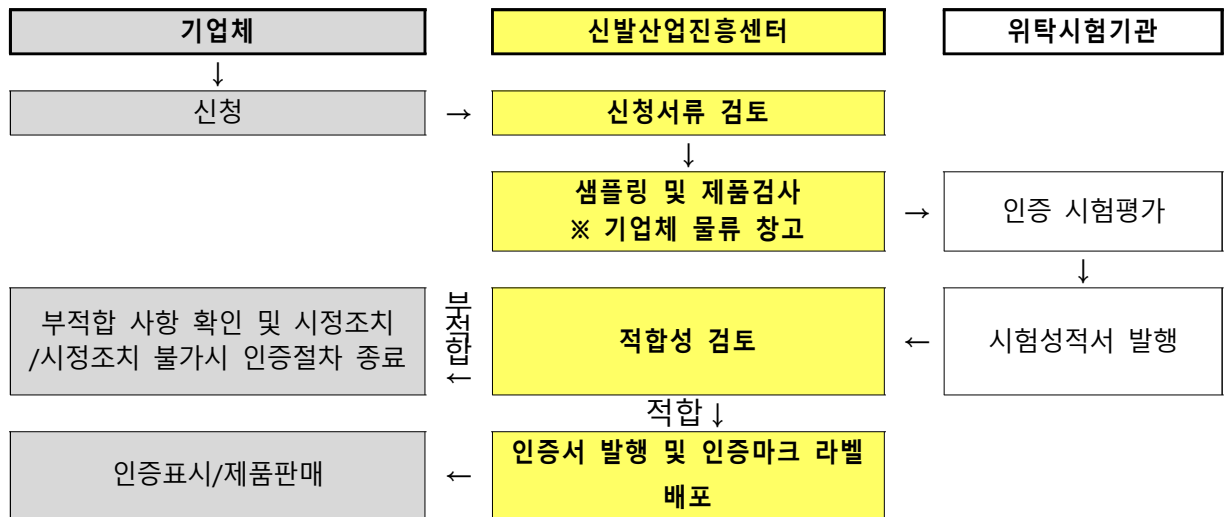 기업체
신발산업진흥센터
위탁시험기관
↓
신청
→
신청서류 검토
↓
샘플링 및 제품검사
※ 기업체 물류 창고
→
인증 시험평가
↓
부적합 사항 확인 및 시정조치
/시정조치 불가시 인증절차 종료
부적합
←
적합성 검토
←
시험성적서 발행
적합↓
인증표시/제품판매
←
인증서 발행 및 인증마크 라벨
배포